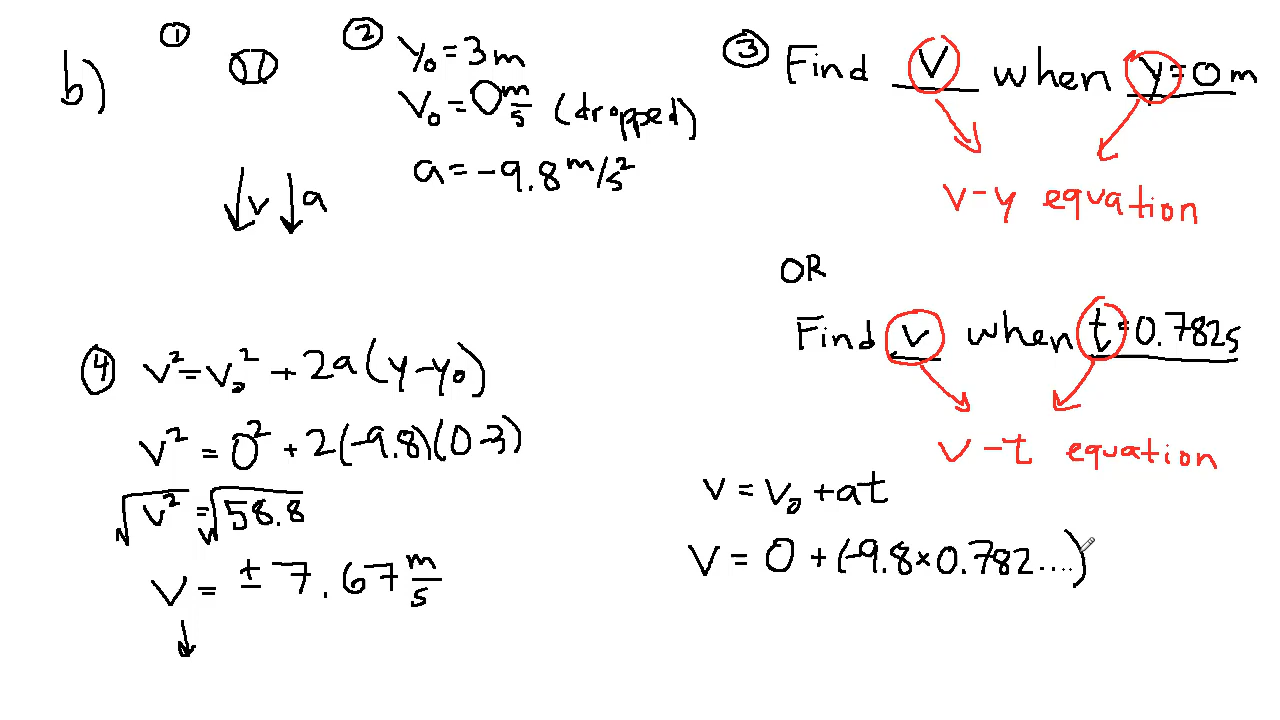 b)
①
② y₀ = 3m
v₀ = 0 m/s (dropped)
a = -9.8 m/s²
v a
③ Find v when y = 0 m
v - y equation
OR
Find v when t = 0.782s
v - t equation
v = v₀ + at
v = 0 + (-9.8 × 0.782....)
④ v² = v₀² + 2a(y - y₀)
v² = 0² + 2(-9.8)(0 - 3)
√v² = √58.8
v = ± 7.67 m/s